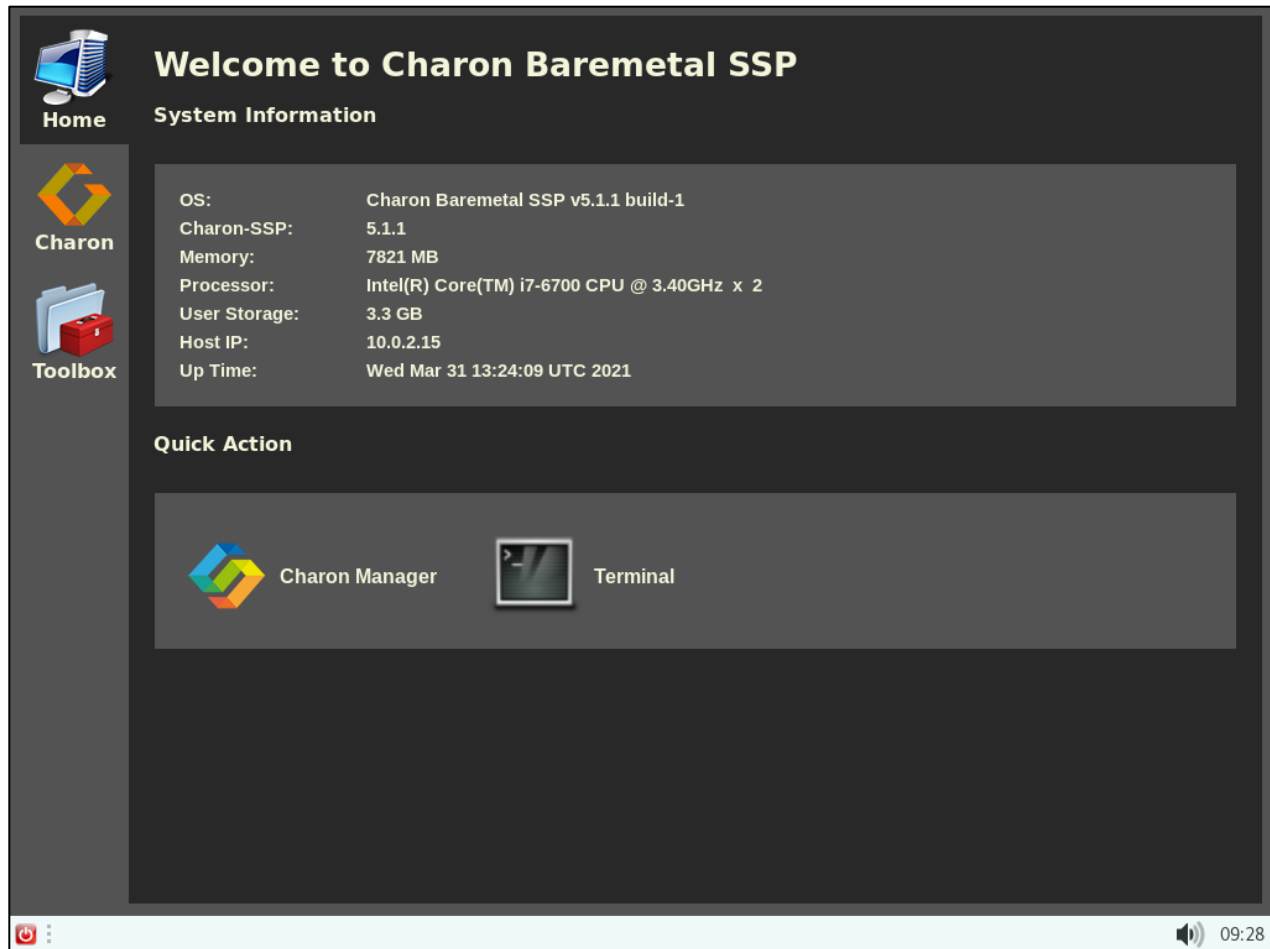 Welcome to Charon Baremetal SSP
Home
System Information
OS: Charon Baremetal SSP v5.1.1 build-1
Charon-SSP: 5.1.1
Charon
Memory: 7821 MB
Processor: Intel(R) Core(TM) i7-6700 CPU @ 3.40GHz x 2
User Storage: 3.3 GB
Host IP: 10.0.2.15
Toolbox
Up Time: Wed Mar 31 13:24:09 UTC 2021
Quick Action
Charon Manager
Terminal
09:28